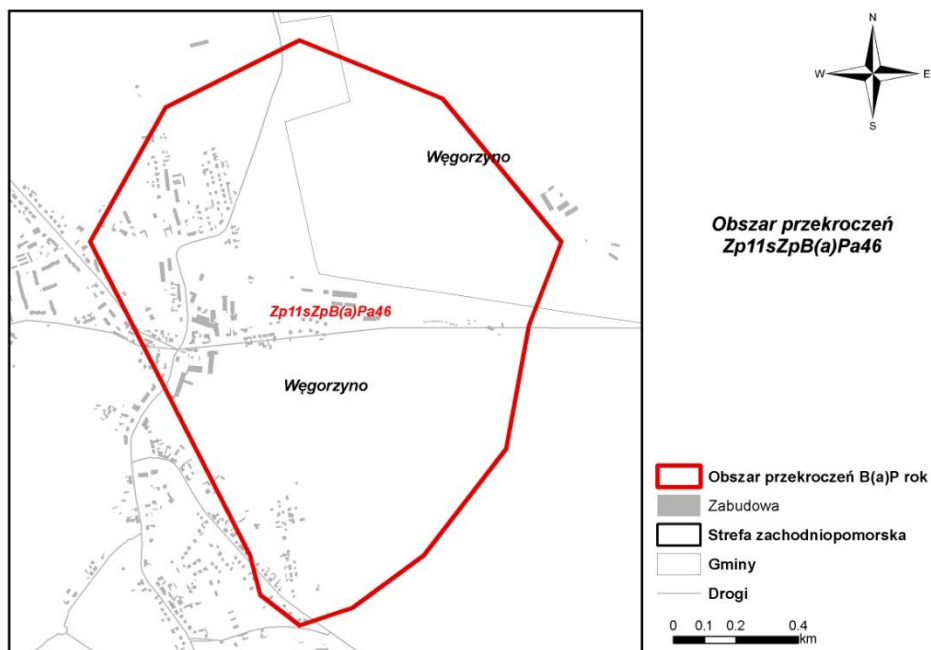 Węgorzyno
Zp11sZpB(a)Pa46
Węgorzyno
N
W
E
S
Obszar przekroczeń
Zp11sZpB(a)Pa46
Obszar przekroczeń B(a)P rok
Zabudowa
Strefa zachodniopomorska
Gminy
Drogi
0 0.1 0.2 0.4
km